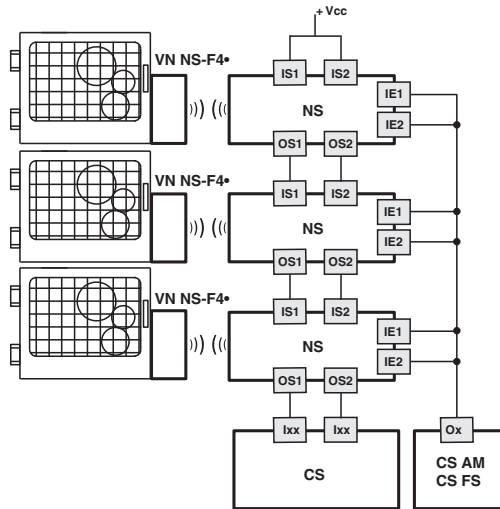 + Vcc
VN NS-F4•
IS1 IS2
IE1
NS
IE2
OS1 OS2
VN NS-F4•
IS1 IS2
IE1
NS
IE2
OS1 OS2
VN NS-F4•
IS1 IS2
IE1
NS
IE2
OS1 OS2
Ixx Ixx
Ox
CS
CS AM
CS FS